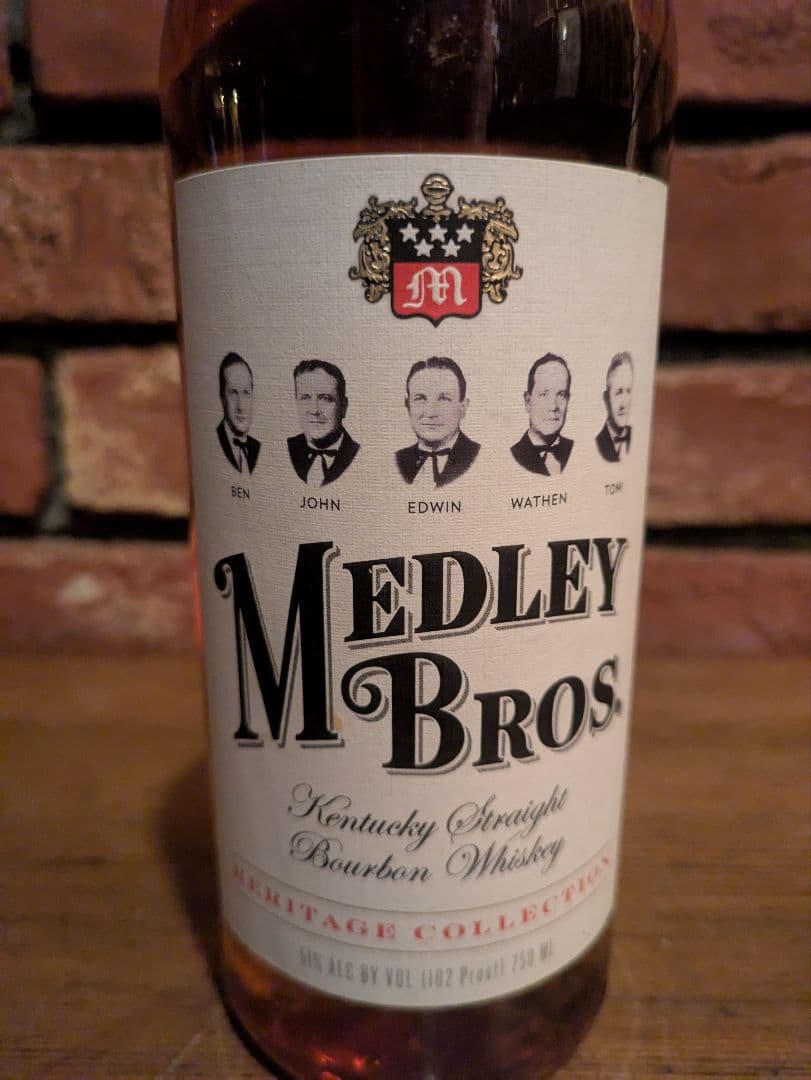 M
BEN JOHN EDWIN WATHEN TOM
MEDLEY
BROS.
Kentucky Straight
Bourbon Whiskey
HERITAGE COLLECTION
51% ALC BY VOL (102 Proof) 750 ML